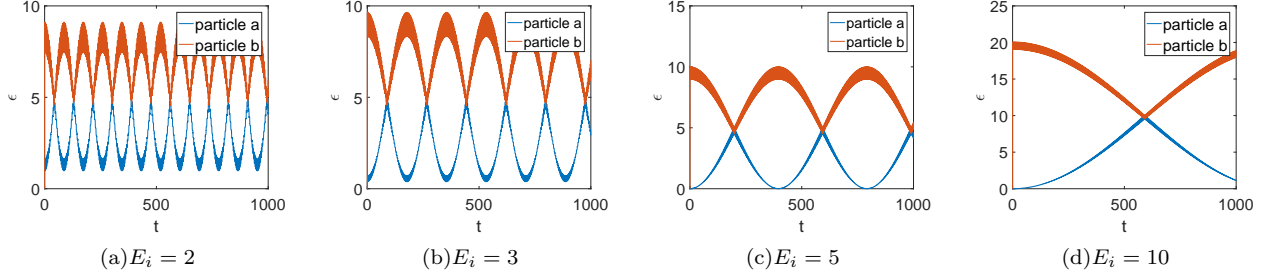 10
5
0
ϵ
0
500
1000
t
particle a
particle b
(a)E_i = 2
10
5
0
ϵ
0
500
1000
t
particle a
particle b
(b)E_i = 3
15
10
5
0
ϵ
0
500
1000
t
particle a
particle b
(c)E_i = 5
25
20
15
10
5
0
ϵ
0
500
1000
t
particle a
particle b
(d)E_i = 10